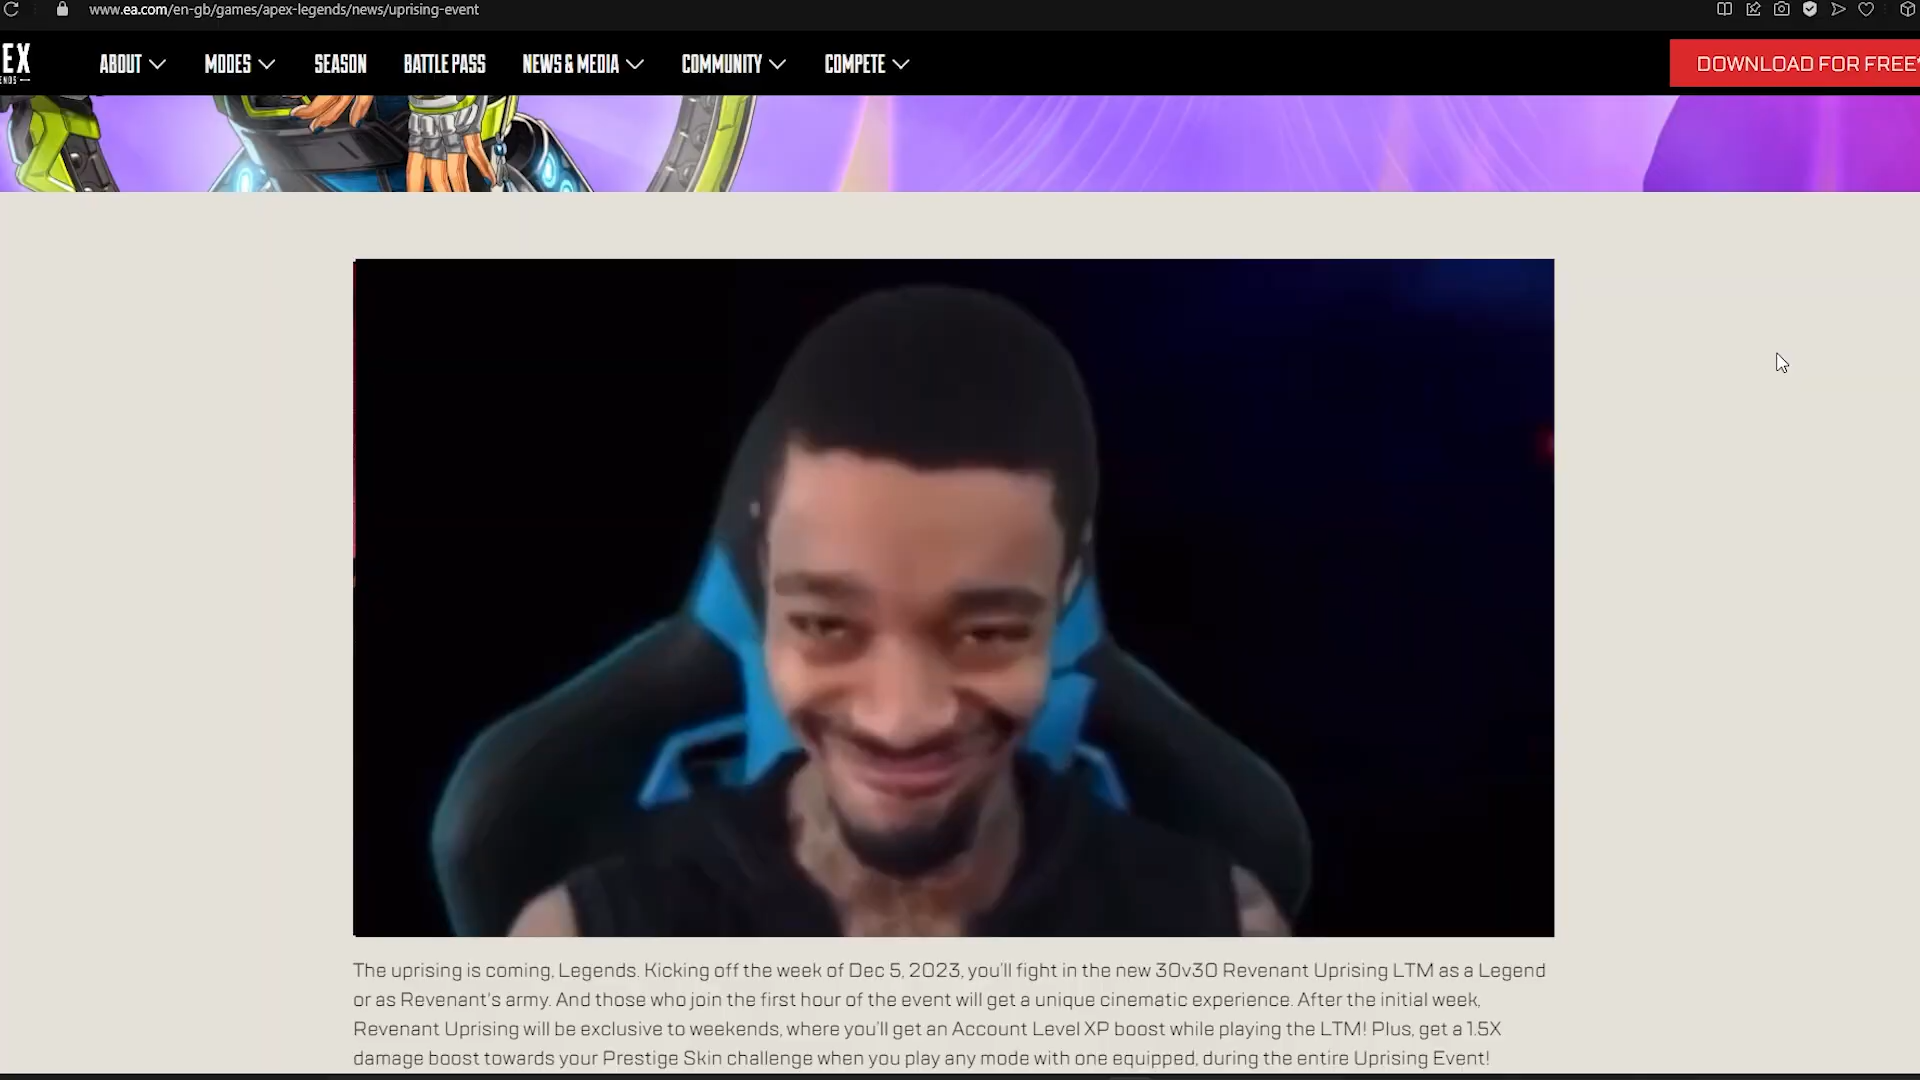 www.ea.com/en-gb/games/apex-legends/news/uprising-event
EX
ENDS
ABOUT
MODES
SEASON
BATTLE PASS
NEWS & MEDIA
COMMUNITY
COMPETE
DOWNLOAD FOR FREE*
The uprising is coming, Legends. Kicking off the week of Dec 5, 2023, you'll fight in the new 30v30 Revenant Uprising LTM as a Legend
or as Revenant's army. And those who join the first hour of the event will get a unique cinematic experience. After the initial week,
Revenant Uprising will be exclusive to weekends, where you'll get an Account Level XP boost while playing the LTM! Plus, get a 1.5X
damage boost towards your Prestige Skin challenge when you play any mode with one equipped, during the entire Uprising Event!